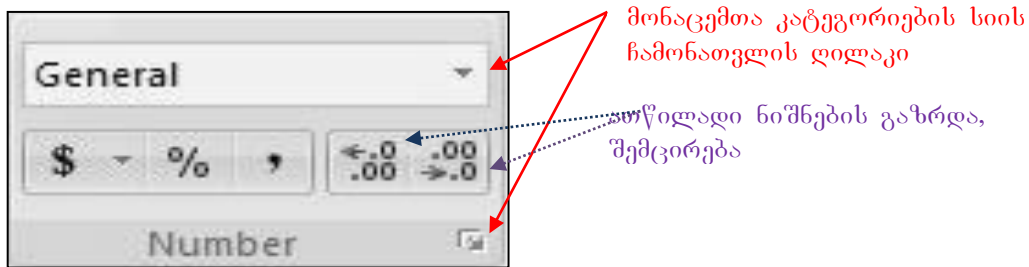 მონაცემთა კატეგორიების სიის
ჩამონათვლის ღილაკი
General
ათწილადი ნიშნების გაზრდა,
შემცირება
$ % , ←.0 .00 .00 →.0
Number